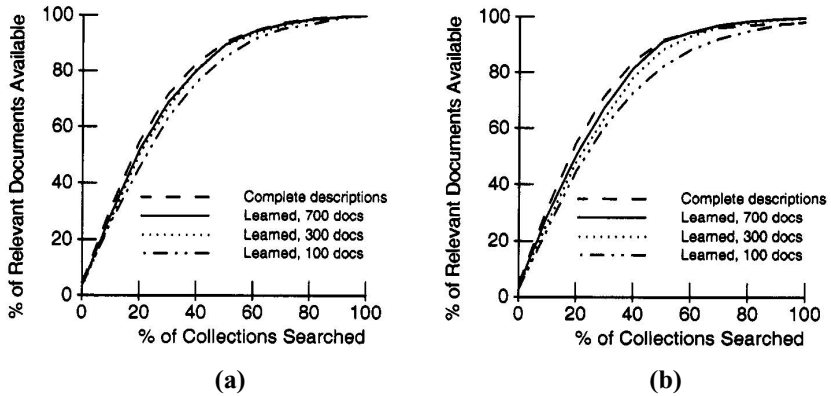 % of Relevant Documents Available
100
80
60
40
20
0
Complete descriptions
Learned, 700 docs
Learned, 300 docs
Learned, 100 docs
0 20 40 60 80 100
% of Collections Searched
(a)
% of Relevant Documents Available
100
80
60
40
20
0
Complete descriptions
Learned, 700 docs
Learned, 300 docs
Learned, 100 docs
0 20 40 60 80 100
% of Collections Searched
(b)